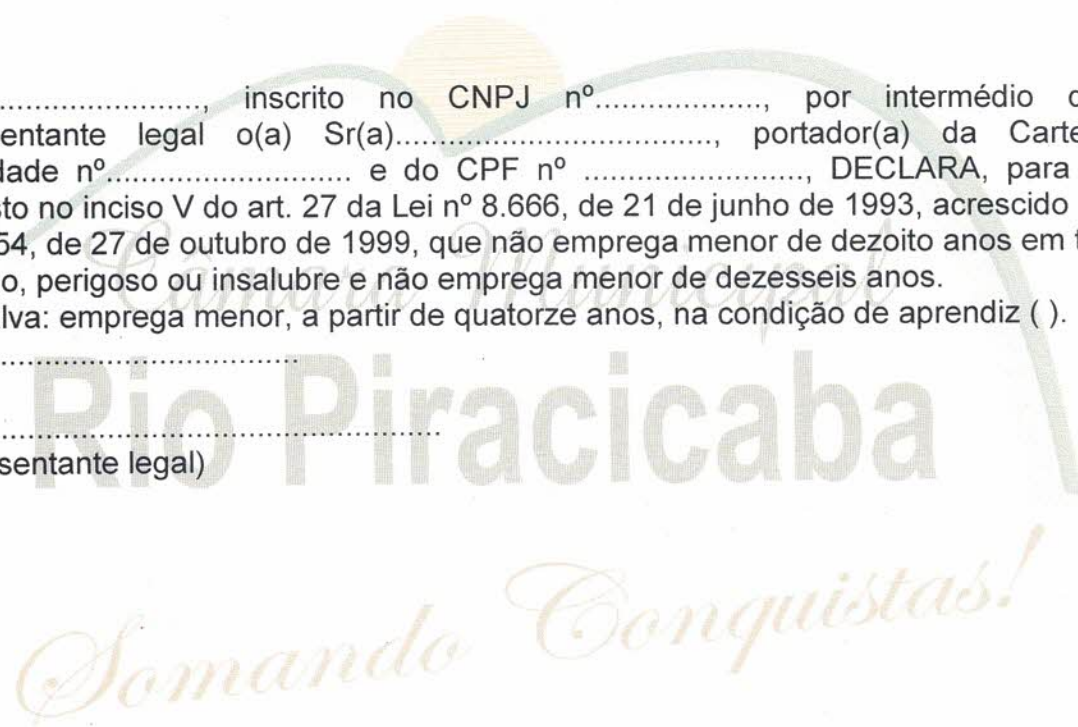 ........................, inscrito no CNPJ nº..................., por intermédio d
entante legal o(a) Sr(a)...................................., portador(a) da Carte
dade nº............................ e do CPF nº ........................., DECLARA, para
sto no inciso V do art. 27 da Lei nº 8.666, de 21 de junho de 1993, acrescido
54, de 27 de outubro de 1999, que não emprega menor de dezoito anos em t
o, perigoso ou insalubre e não emprega menor de dezesseis anos.
lva: emprega menor, a partir de quatorze anos, na condição de aprendiz ( ).
..................................
..................................................
sentante legal)
Câmara Municipal
Rio Piracicaba
Somando Conquistas!